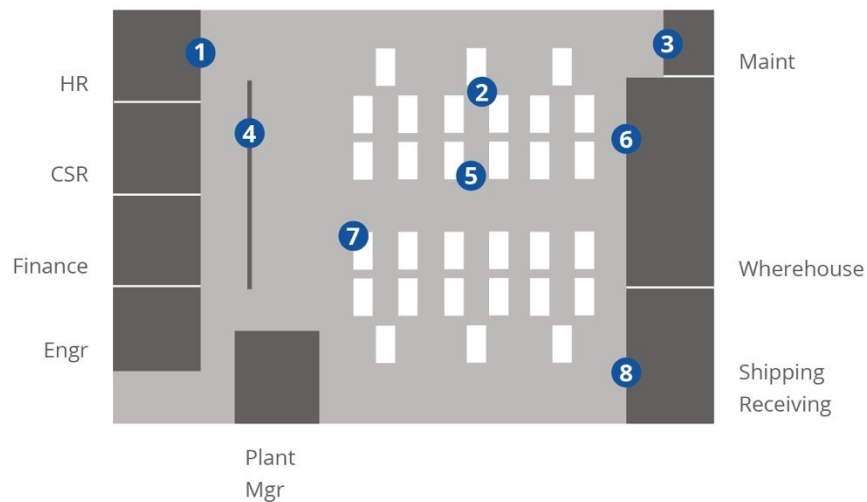 1
3
HR
Maint
2
4
6
CSR
5
7
Finance
Wherehouse
Engr
8
Shipping
Receiving
Plant
Mgr